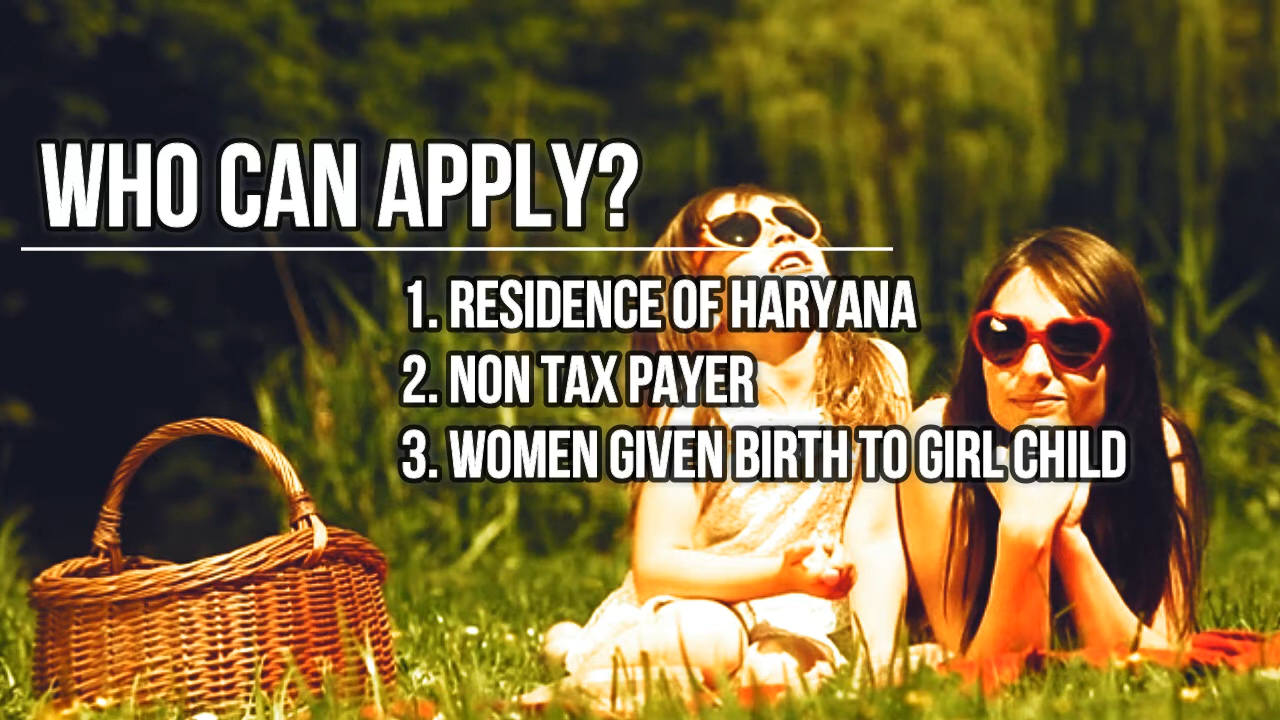 WHO CAN APPLY?
1. RESIDENCE OF HARYANA
2. NON TAX PAYER
3. WOMEN GIVEN BIRTH TO GIRL CHILD